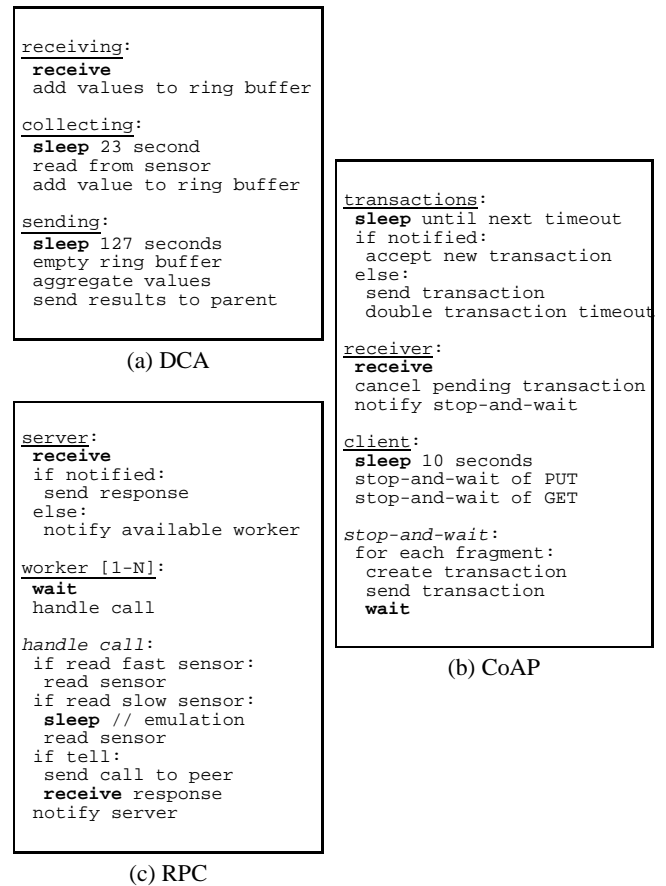 receiving:
receive
add values to ring buffer
collecting:
sleep 23 second
read from sensor
add value to ring buffer
sending:
sleep 127 seconds
empty ring buffer
aggregate values
send results to parent
(a) DCA
transactions:
sleep until next timeout
if notified:
accept new transaction
else:
send transaction
double transaction timeout
receiver:
receive
cancel pending transaction
notify stop-and-wait
client:
sleep 10 seconds
stop-and-wait of PUT
stop-and-wait of GET
stop-and-wait:
for each fragment:
create transaction
send transaction
wait
(b) CoAP
server:
receive
if notified:
send response
else:
notify available worker
worker [1-N]:
wait
handle call
handle call:
if read fast sensor:
read sensor
if read slow sensor:
sleep // emulation
read sensor
if tell:
send call to peer
receive response
notify server
(c) RPC